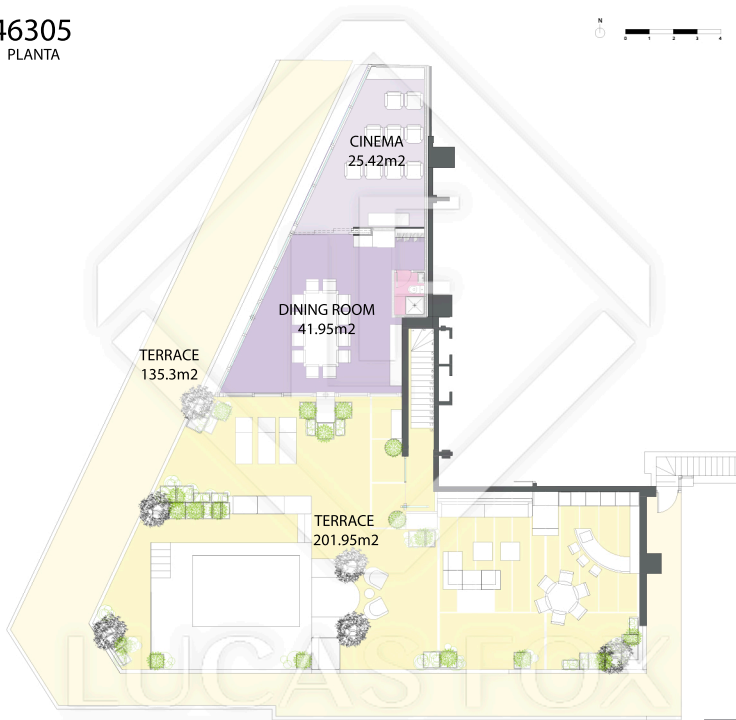 46305
PLANTA
N
0 1 2 3 4
CINEMA
25.42m2
DINING ROOM
41.95m2
TERRACE
135.3m2
TERRACE
201.95m2
LUCAS FOX